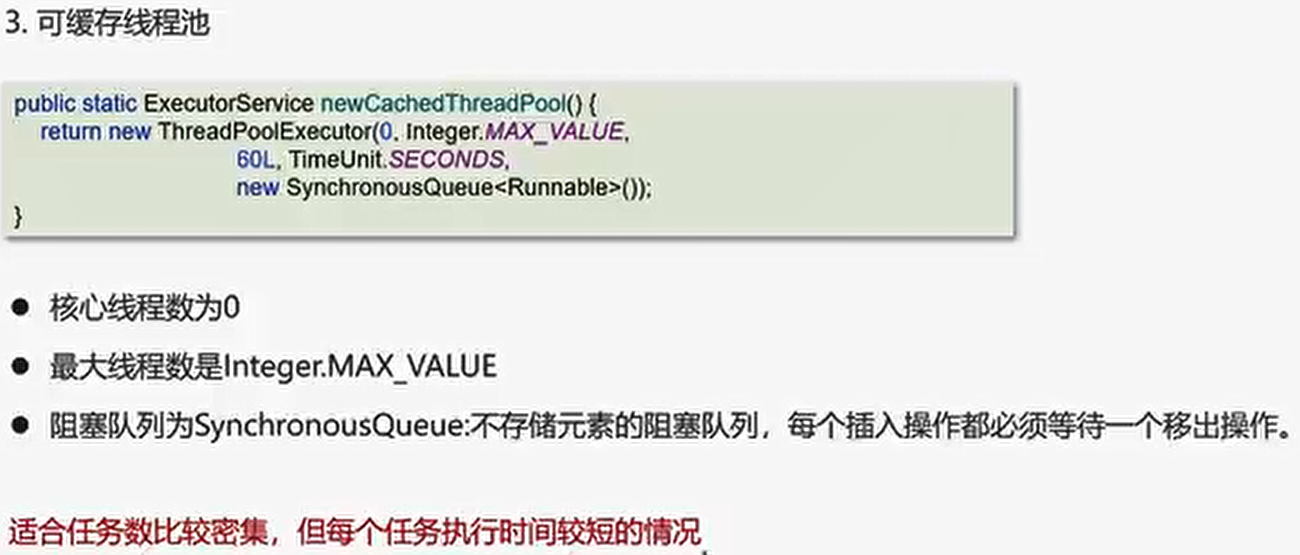 3. 可缓存线程池
public static ExecutorService newCachedThreadPool() {
return new ThreadPoolExecutor(0, Integer.MAX_VALUE,
60L, TimeUnit.SECONDS,
new SynchronousQueue<Runnable>());
}
● 核心线程数为0
● 最大线程数是Integer.MAX_VALUE
● 阻塞队列为SynchronousQueue:不存储元素的阻塞队列，每个插入操作都必须等待一个移出操作。
适合任务数比较密集，但每个任务执行时间较短的情况